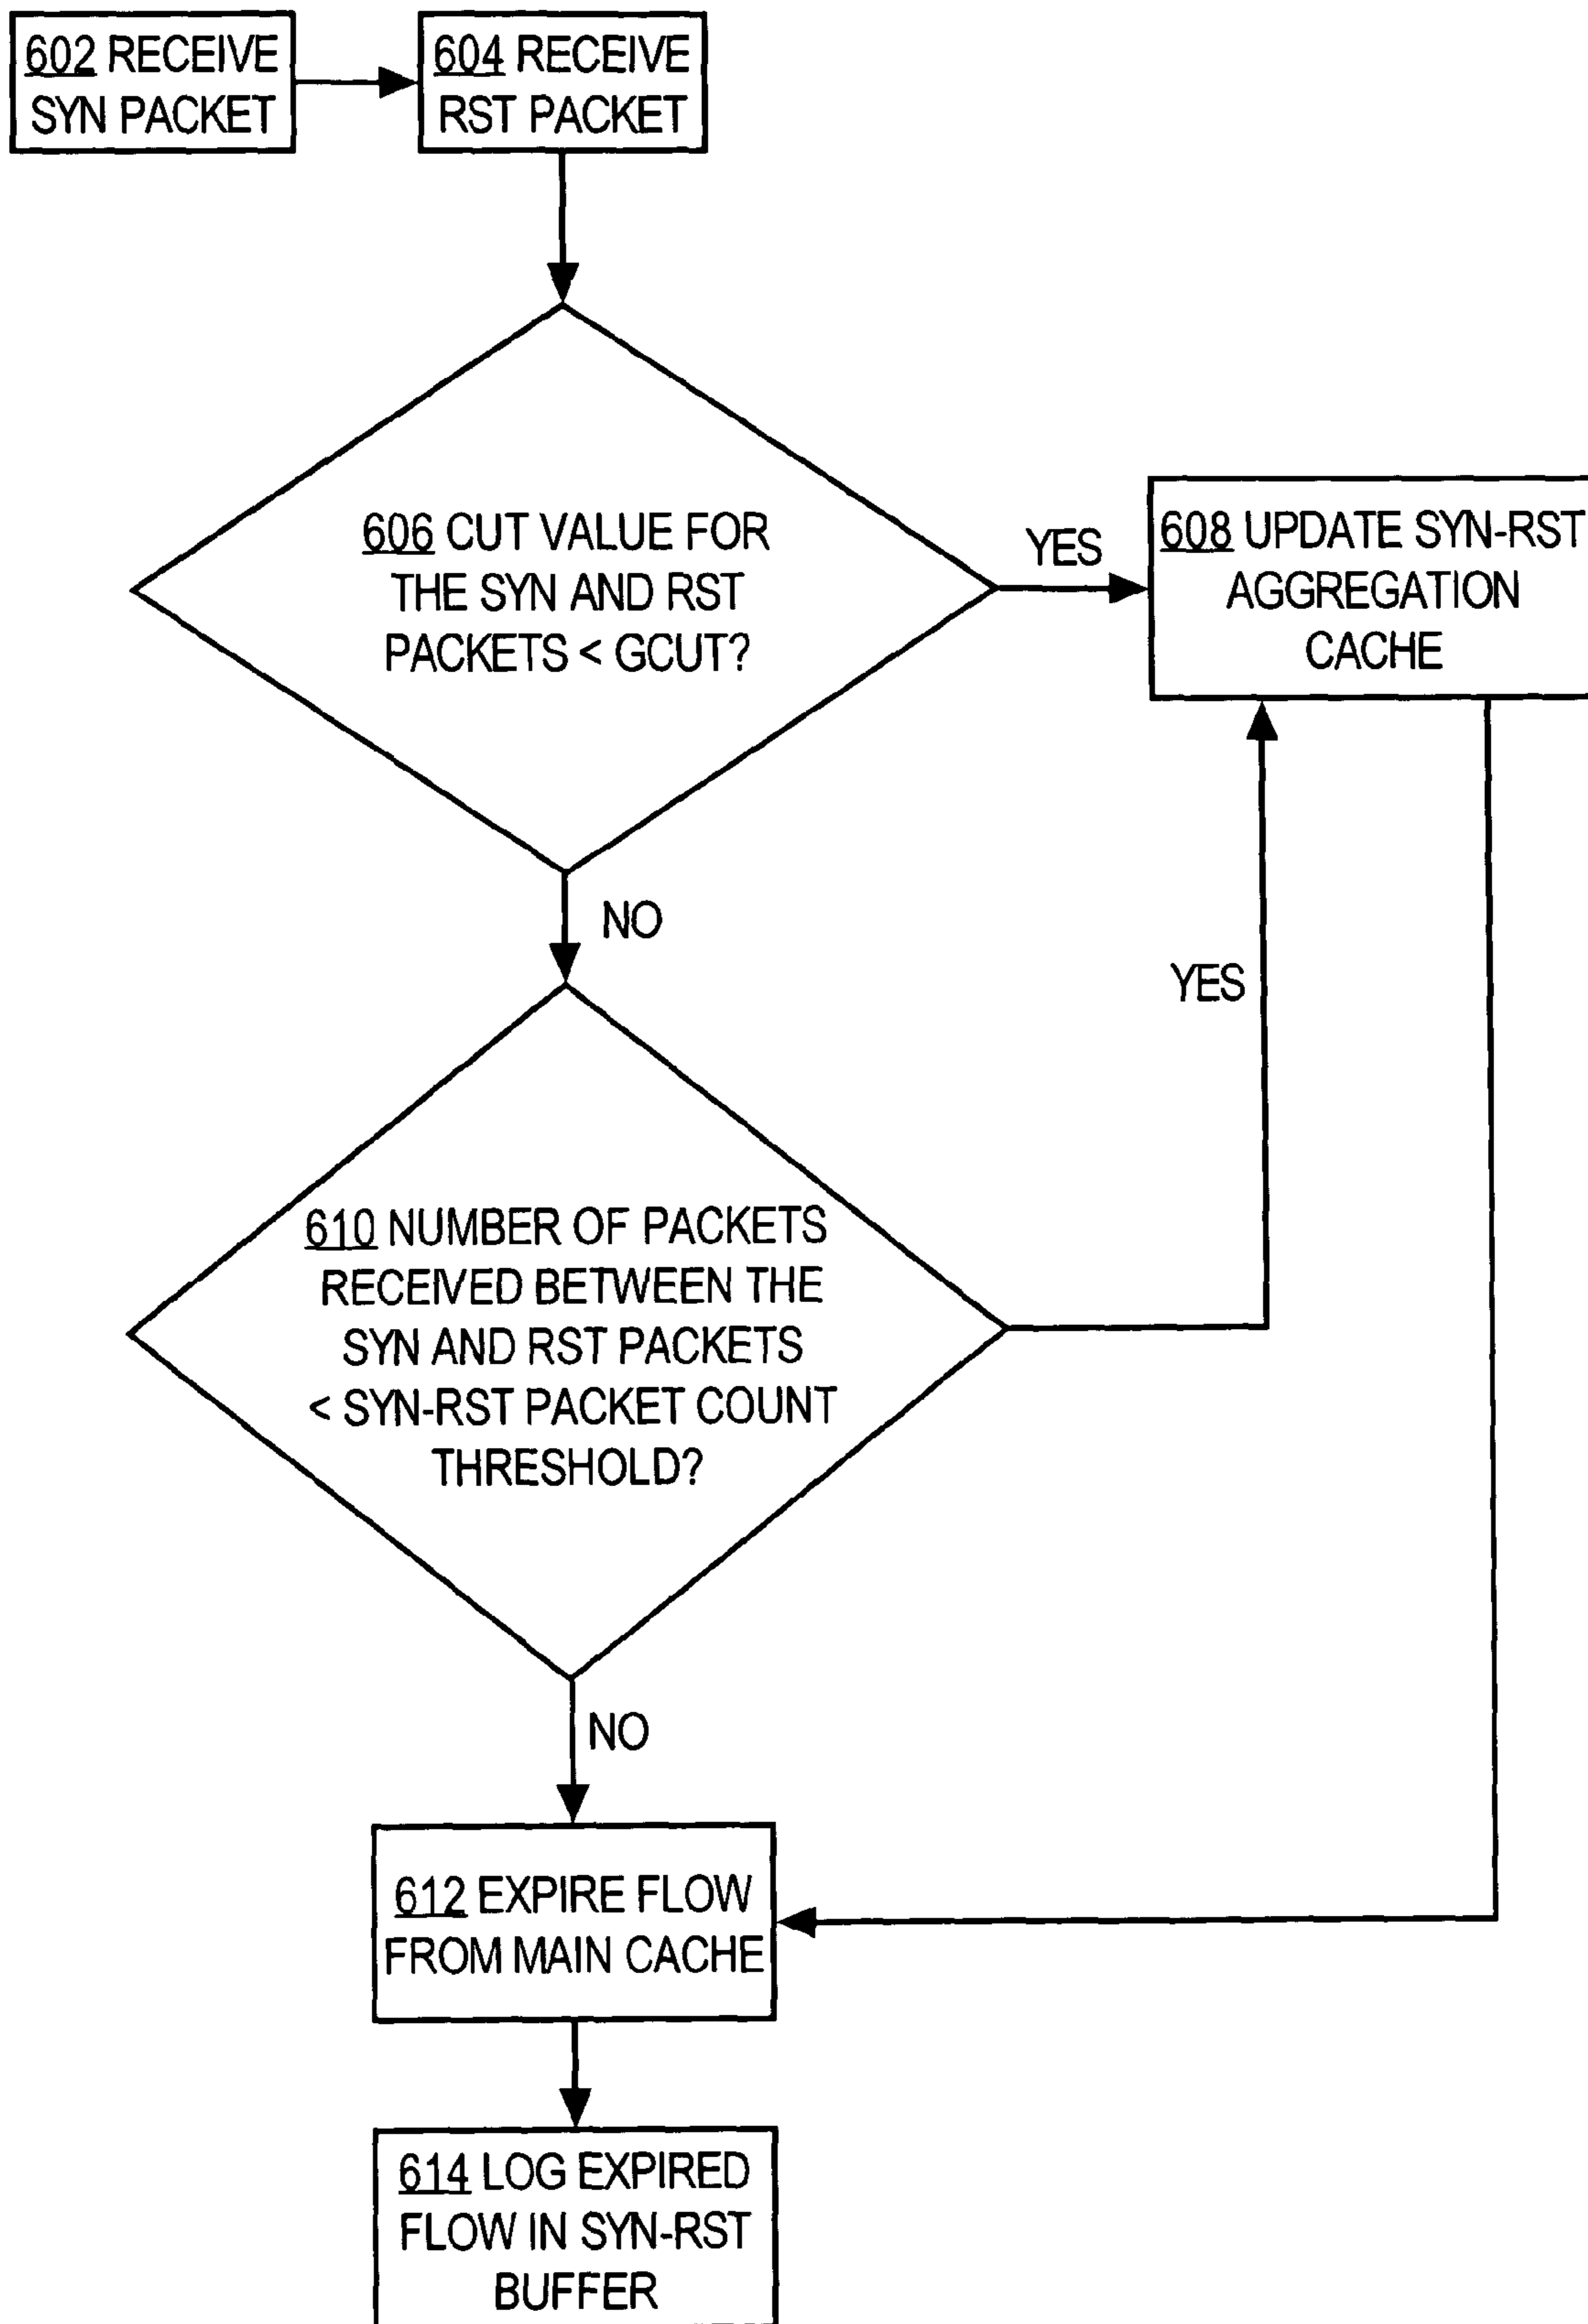 602 RECEIVE
SYN PACKET
604 RECEIVE
RST PACKET
606 CUT VALUE FOR
THE SYN AND RST
PACKETS < GCUT?
YES
608 UPDATE SYN-RST
AGGREGATION
CACHE
NO
YES
610 NUMBER OF PACKETS
RECEIVED BETWEEN THE
SYN AND RST PACKETS
< SYN-RST PACKET COUNT
THRESHOLD?
NO
612 EXPIRE FLOW
FROM MAIN CACHE
614 LOG EXPIRED
FLOW IN SYN-RST
BUFFER